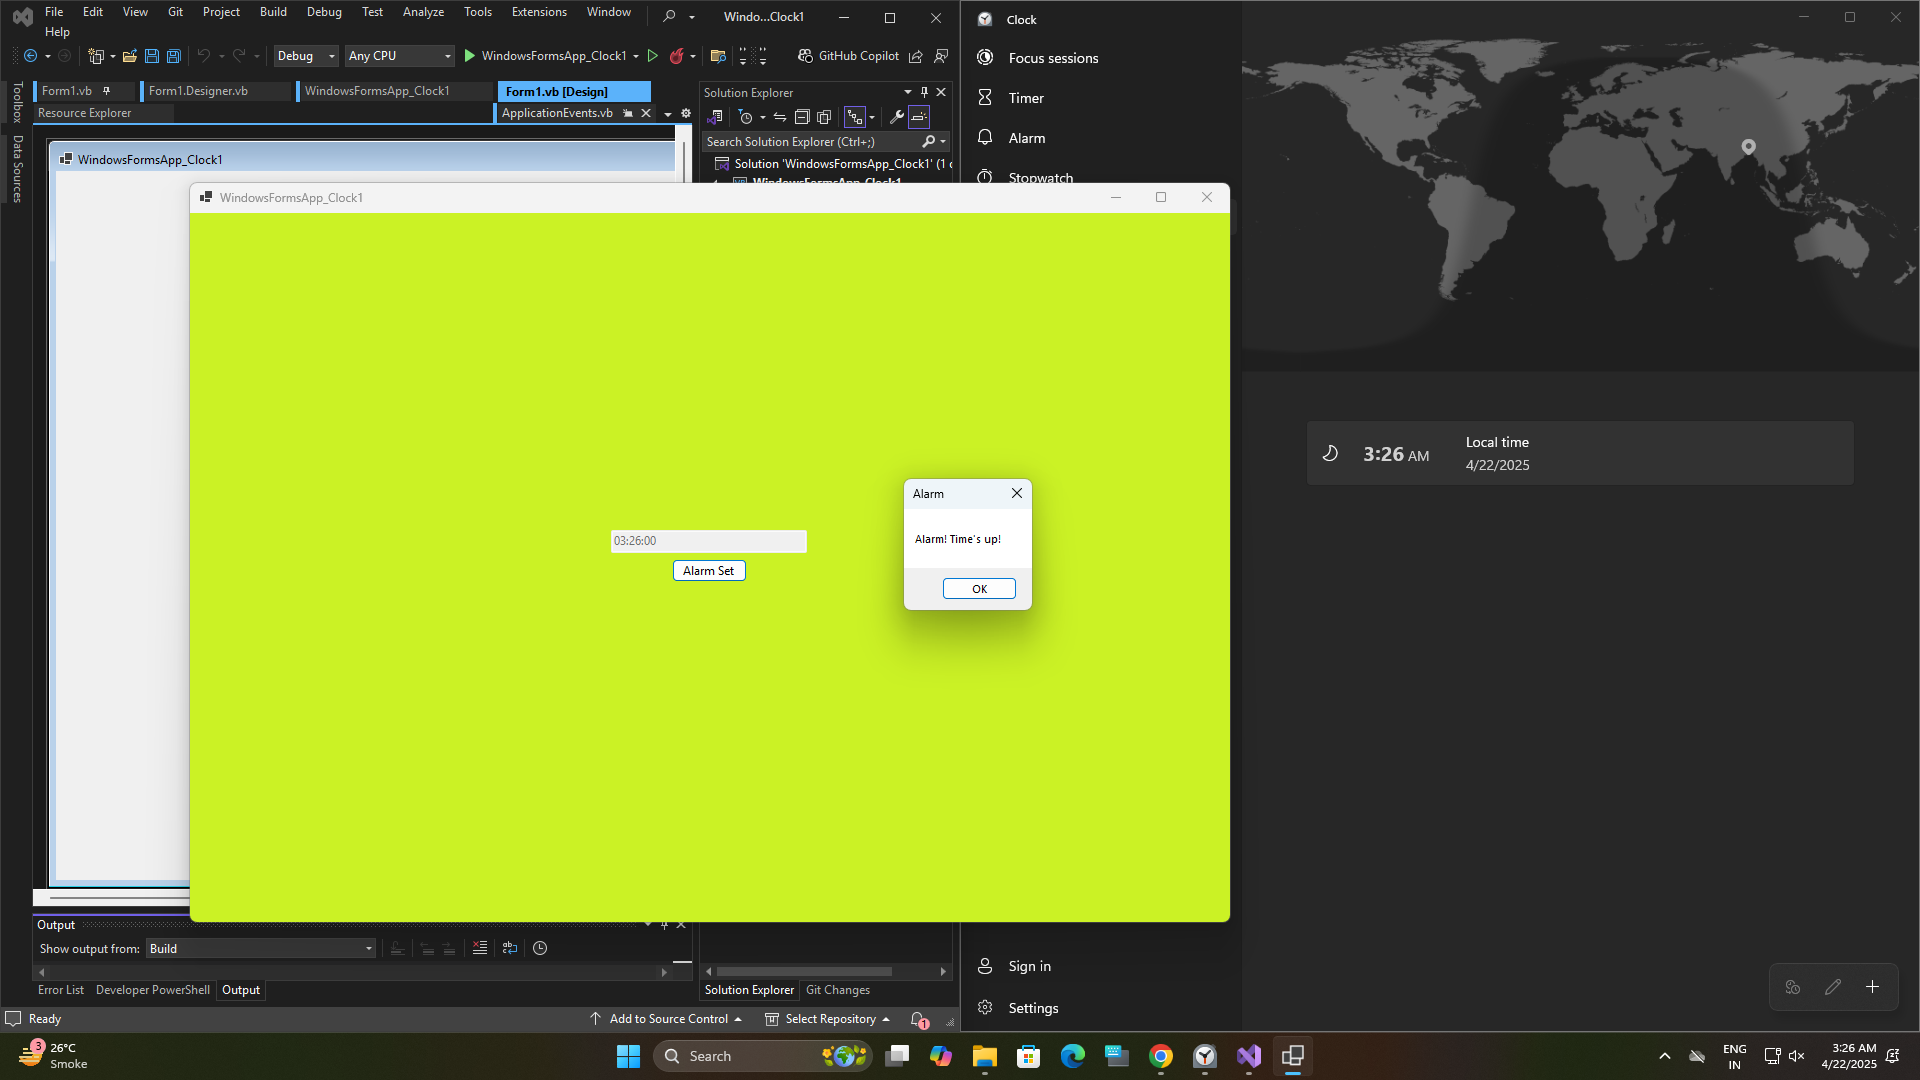 File Edit View Git Project Build Debug Test Analyze Tools Extensions Window Windo...Clock1
Help
Debug Any CPU WindowsFormsApp_Clock1 GitHub Copilot
Form1.vb Form1.Designer.vb WindowsFormsApp_Clock1 Form1.vb [Design]
Resource Explorer ApplicationEvents.vb
Toolbox
Data Sources
WindowsFormsApp_Clock1
Solution Explorer
Search Solution Explorer (Ctrl+;)
Solution 'WindowsFormsApp_Clock1' (1 c
WindowsFormsApp_Clock1
WindowsFormsApp_Clock1
03:26:00
Alarm Set
Alarm
Alarm! Time's up!
OK
Output
Show output from: Build
Error List Developer PowerShell Output
Solution Explorer Git Changes
Ready Add to Source Control Select Repository 1
Clock
Focus sessions
Timer
Alarm
Stopwatch
3:26 AM
Local time
4/22/2025
Sign in
Settings
3
26°C
Smoke
Search
ENG
IN
3:26 AM
4/22/2025